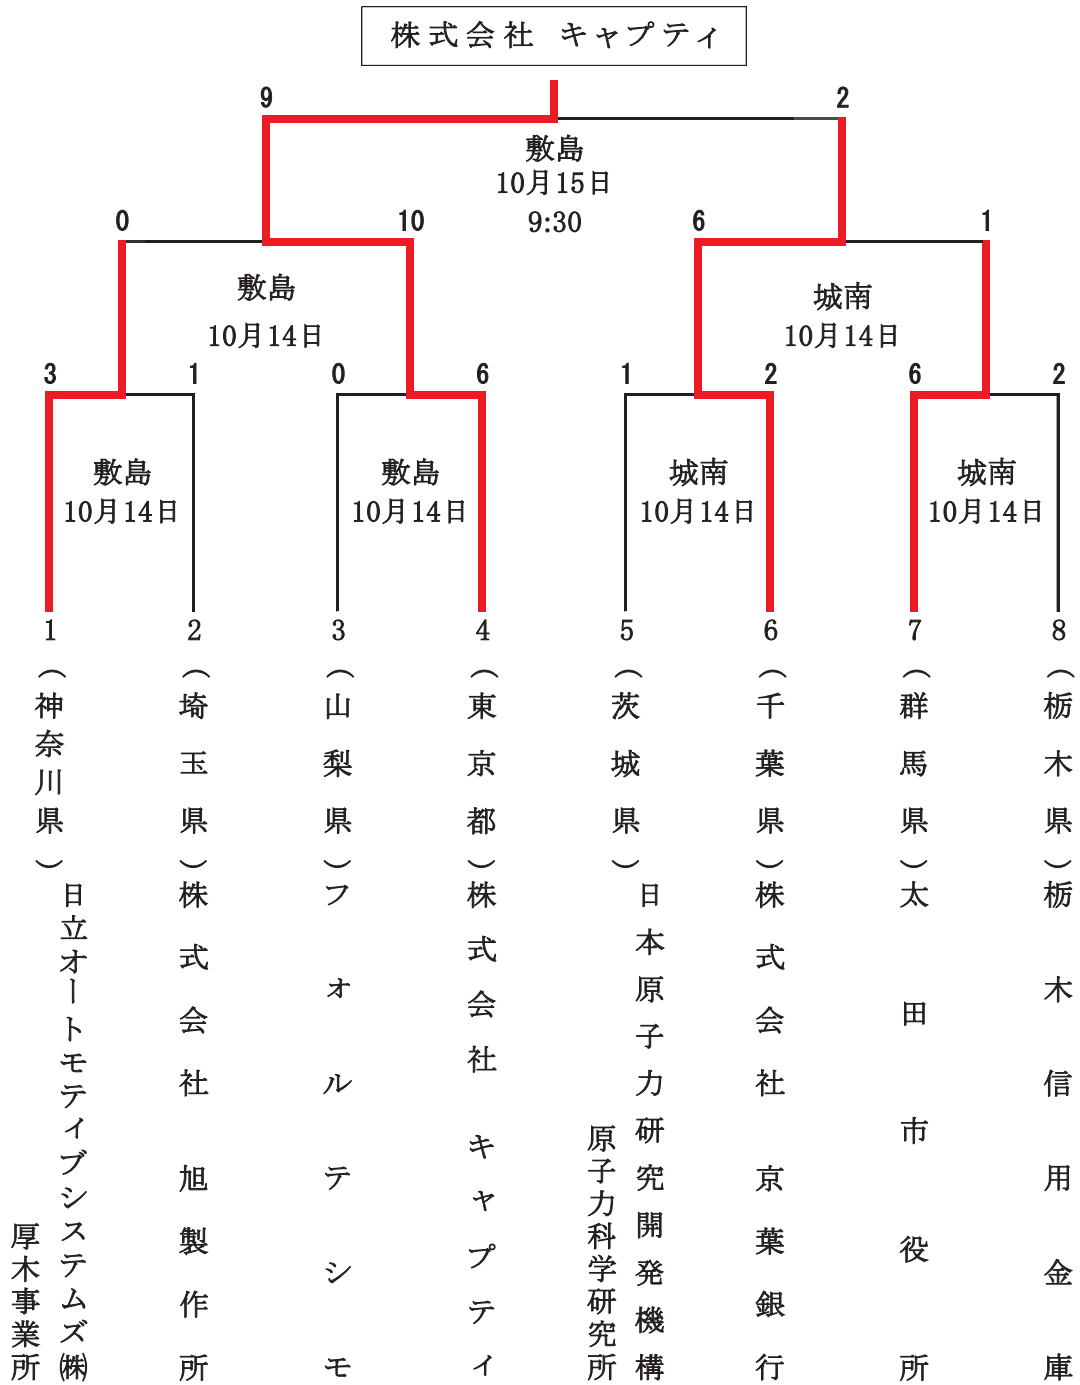 株式会社 キャプティ
9 2
敷島
10月15日
9:30
0 10 6 1
敷島
10月14日
城南
10月14日
3 1 0 6 1 2 6 2
敷島
10月14日
敷島
10月14日
城南
10月14日
城南
10月14日
1 2 3 4 5 6 7 8
(神奈川県)
日立オートモティブシステムズ㈱
厚木事業所
(埼玉県)株式会社 旭製作所
(山梨県)フォルテシモ
(東京都)株式会社 キャプティ
(茨城県)
日本原子力研究開発機構
原子力科学研究所
(千葉県)株式会社 京葉銀行
(群馬県)太田市役所
(栃木県)栃木信用金庫